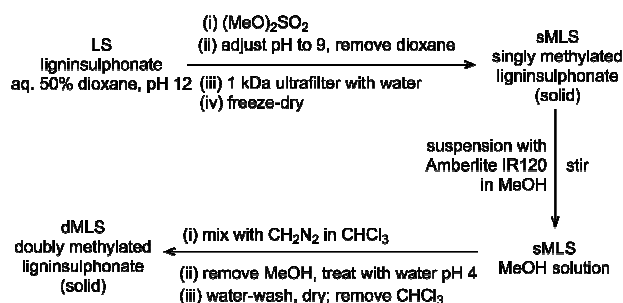 LS
ligninsulphonate
aq. 50% dioxane, pH 12
(i) (MeO)₂SO₂
(ii) adjust pH to 9, remove dioxane
(iii) 1 kDa ultrafilter with water
(iv) freeze-dry
sMLS
singly methylated
ligninsulphonate
(solid)
suspension with
Amberlite IR120
in MeOH
stir
sMLS
MeOH solution
(i) mix with CH₂N₂ in CHCl₃
(ii) remove MeOH, treat with water pH 4
(iii) water-wash, dry; remove CHCl₃
dMLS
doubly methylated
ligninsulphonate
(solid)